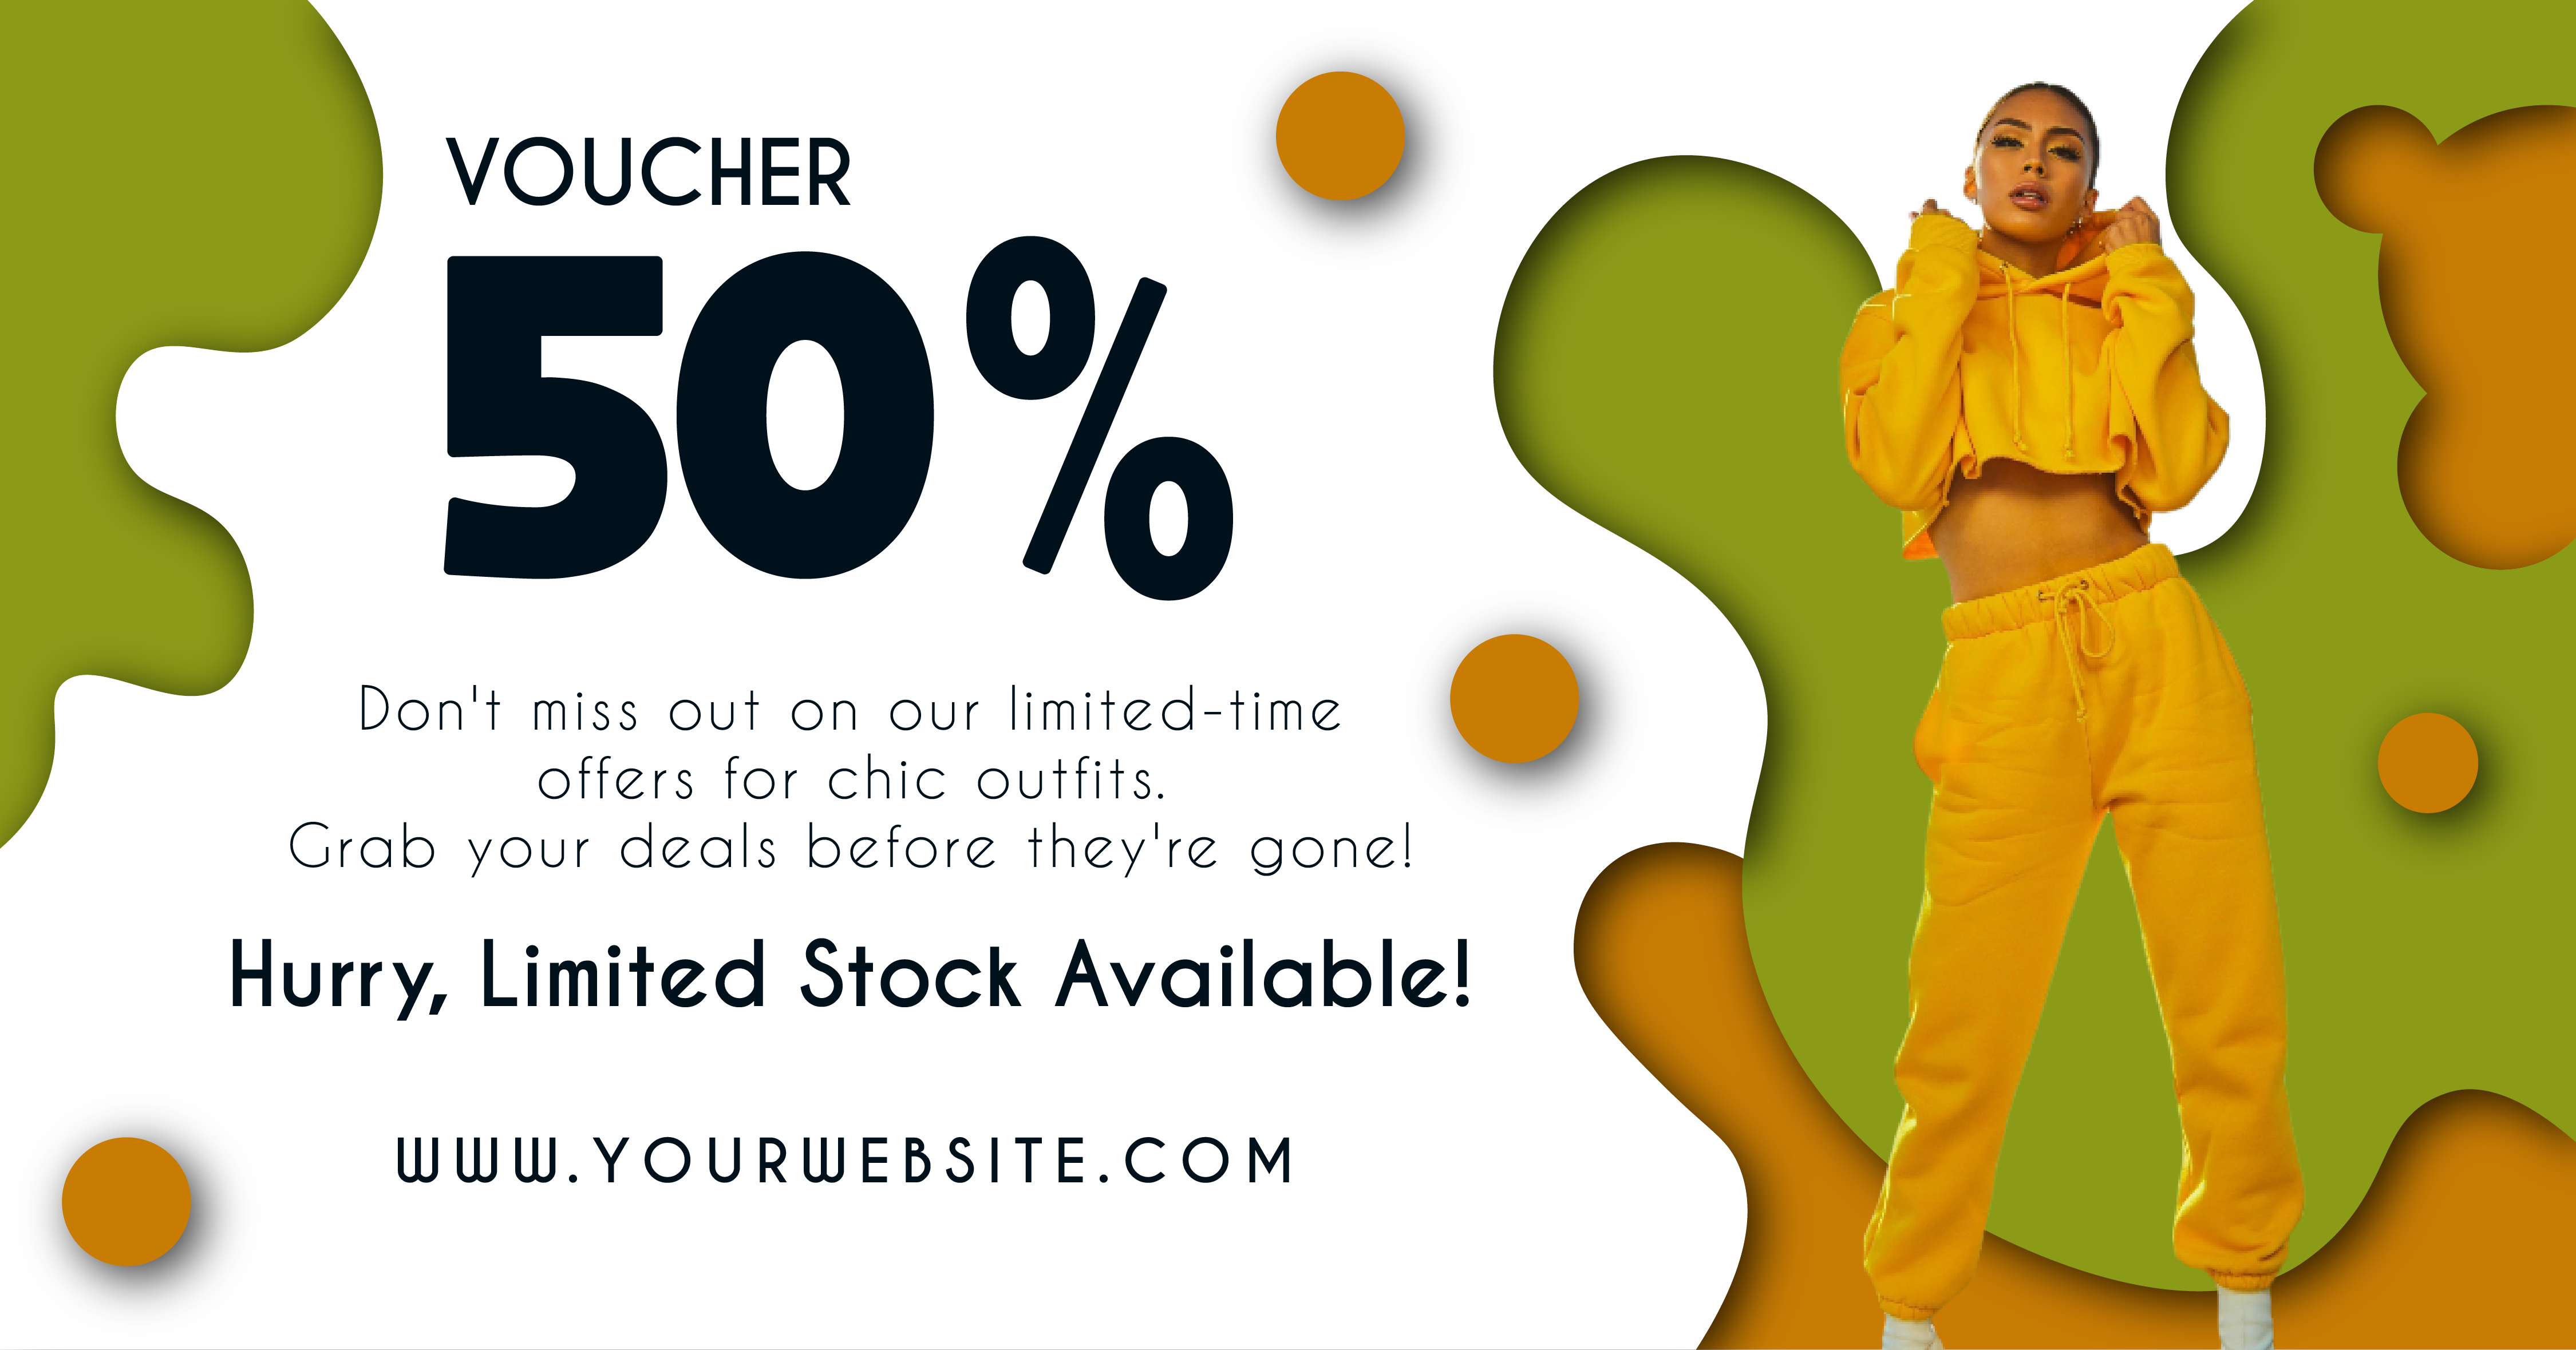 VOUCHER
50%
Don't miss out on our limited-time
offers for chic outfits.
Grab your deals before they're gone!
Hurry, Limited Stock Available!
WWW.YOURWEBSITE.COM